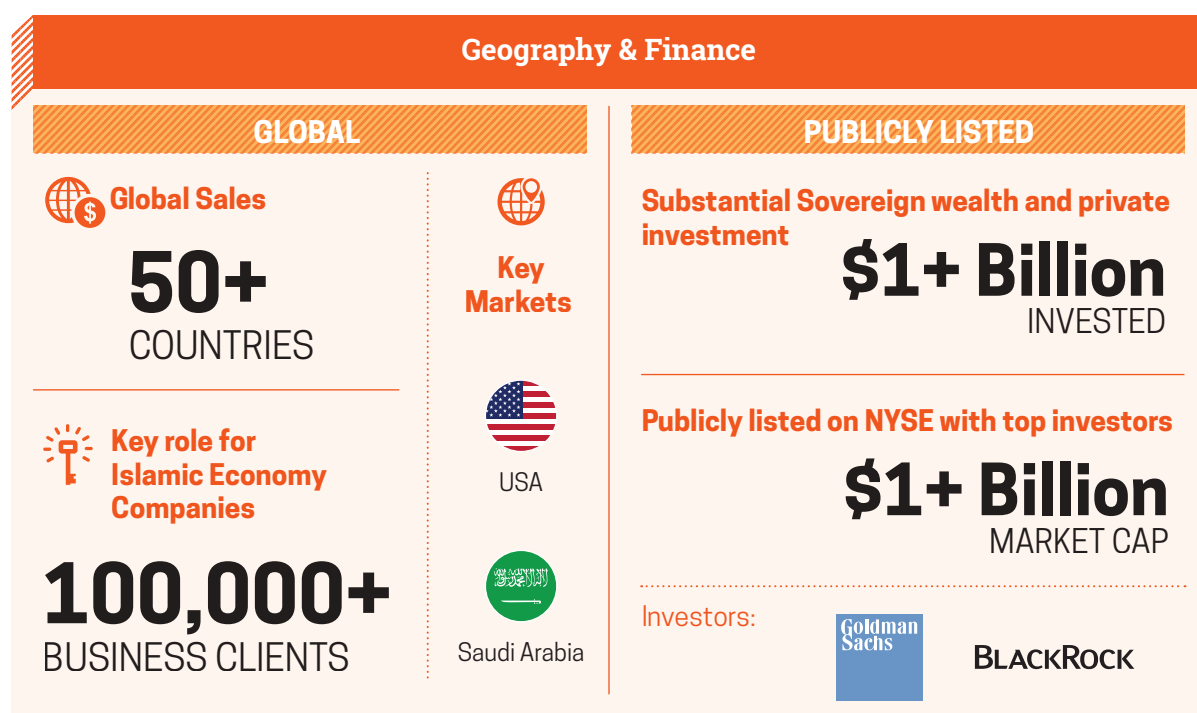 Geography & Finance
GLOBAL
Global Sales
50+
COUNTRIES
Key role for
Islamic Economy
Companies
100,000+
BUSINESS CLIENTS
Key
Markets
USA
Saudi Arabia
PUBLICLY LISTED
Substantial Sovereign wealth and private
investment
$1+ Billion
INVESTED
Publicly listed on NYSE with top investors
$1+ Billion
MARKET CAP
Investors:
Goldman
Sachs
BLACKROCK